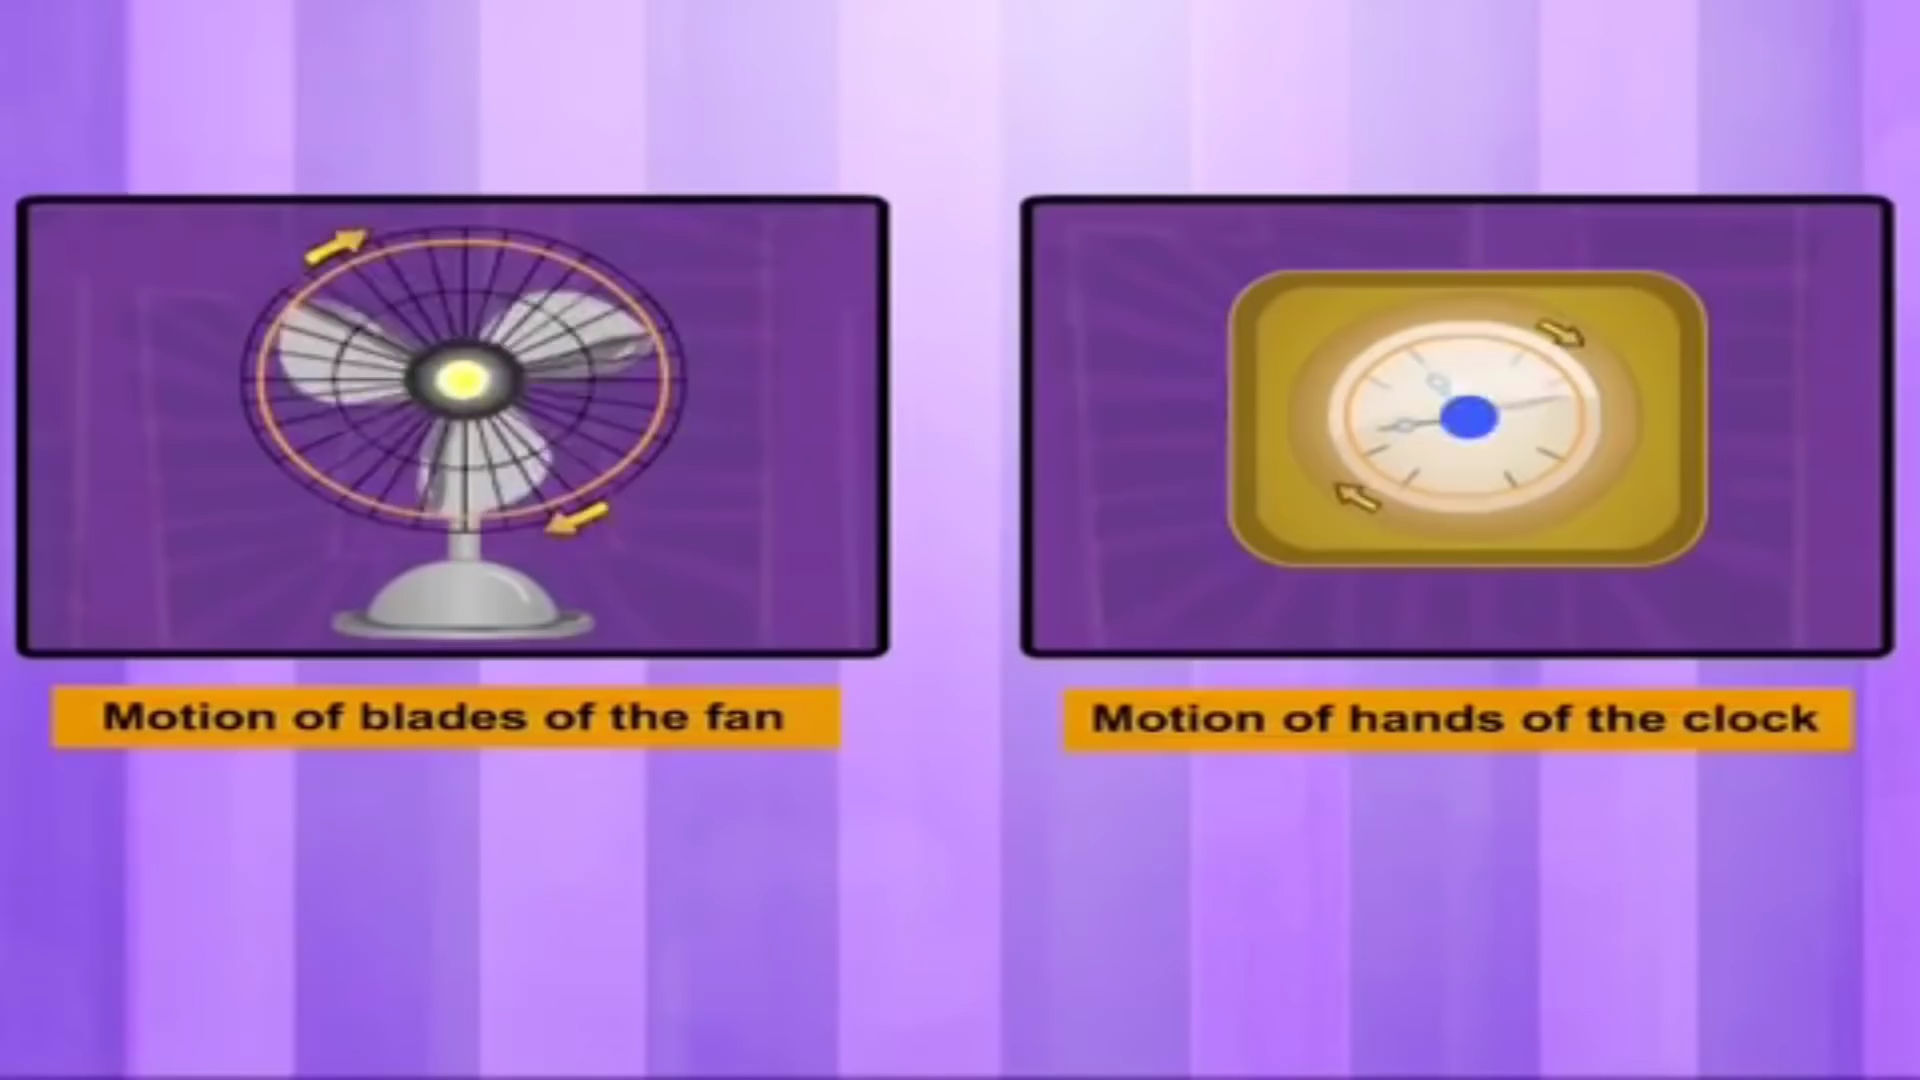 Motion of blades of the fan
Motion of hands of the clock